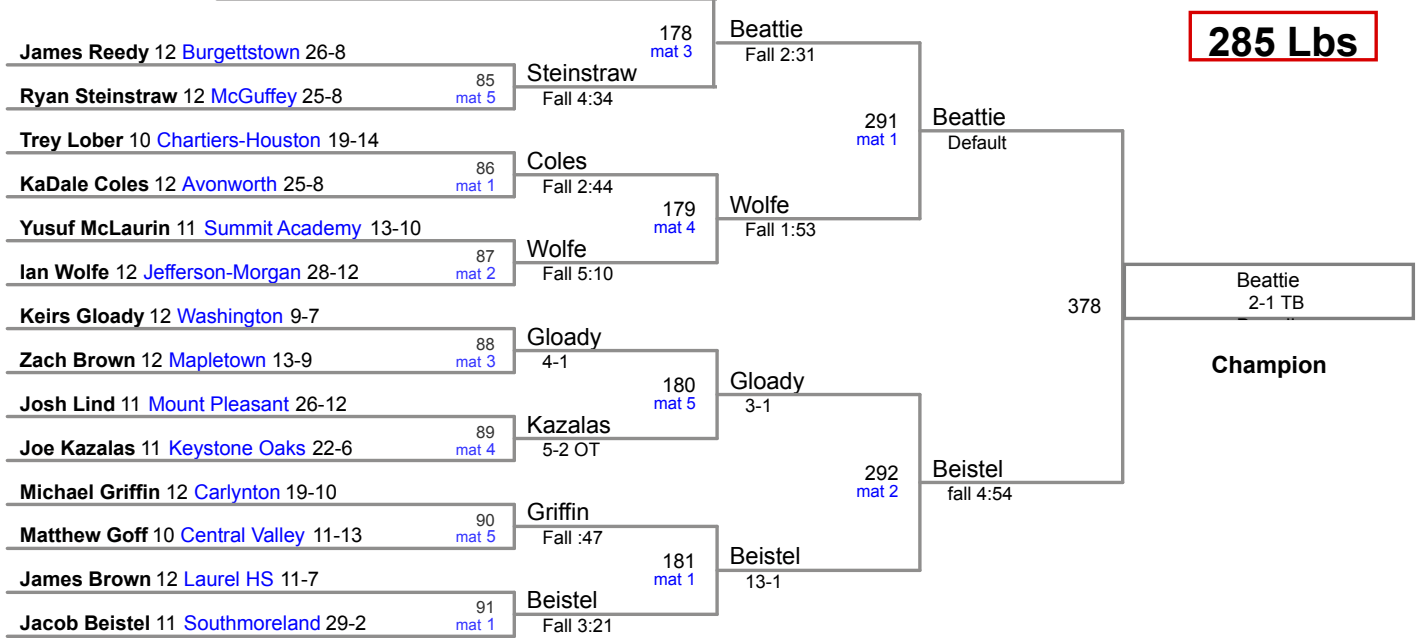 285 Lbs
James Reedy 12 Burgettstown 26-8
85
mat 5
Ryan Steinstraw 12 McGuffey 25-8
Trey Lober 10 Chartiers-Houston 19-14
86
mat 1
KaDale Coles 12 Avonworth 25-8
Yusuf McLaurin 11 Summit Academy 13-10
87
mat 2
Ian Wolfe 12 Jefferson-Morgan 28-12
Keirs Gloady 12 Washington 9-7
88
mat 3
Zach Brown 12 Mapletown 13-9
Josh Lind 11 Mount Pleasant 26-12
89
mat 4
Joe Kazalas 11 Keystone Oaks 22-6
Michael Griffin 12 Carlynton 19-10
90
mat 5
Matthew Goff 10 Central Valley 11-13
James Brown 12 Laurel HS 11-7
91
mat 1
Jacob Beistel 11 Southmoreland 29-2
Steinstraw
Fall 4:34
Coles
Fall 2:44
Wolfe
Fall 5:10
Gloady
4-1
Kazalas
5-2 OT
Griffin
Fall :47
Beistel
Fall 3:21
178
mat 3
179
mat 4
180
mat 5
181
mat 1
Beattie
Fall 2:31
Wolfe
Fall 1:53
Gloady
3-1
Beistel
13-1
291
mat 1
292
mat 2
Beattie
Default
Beistel
fall 4:54
378
Beattie
2-1 TB
Champion